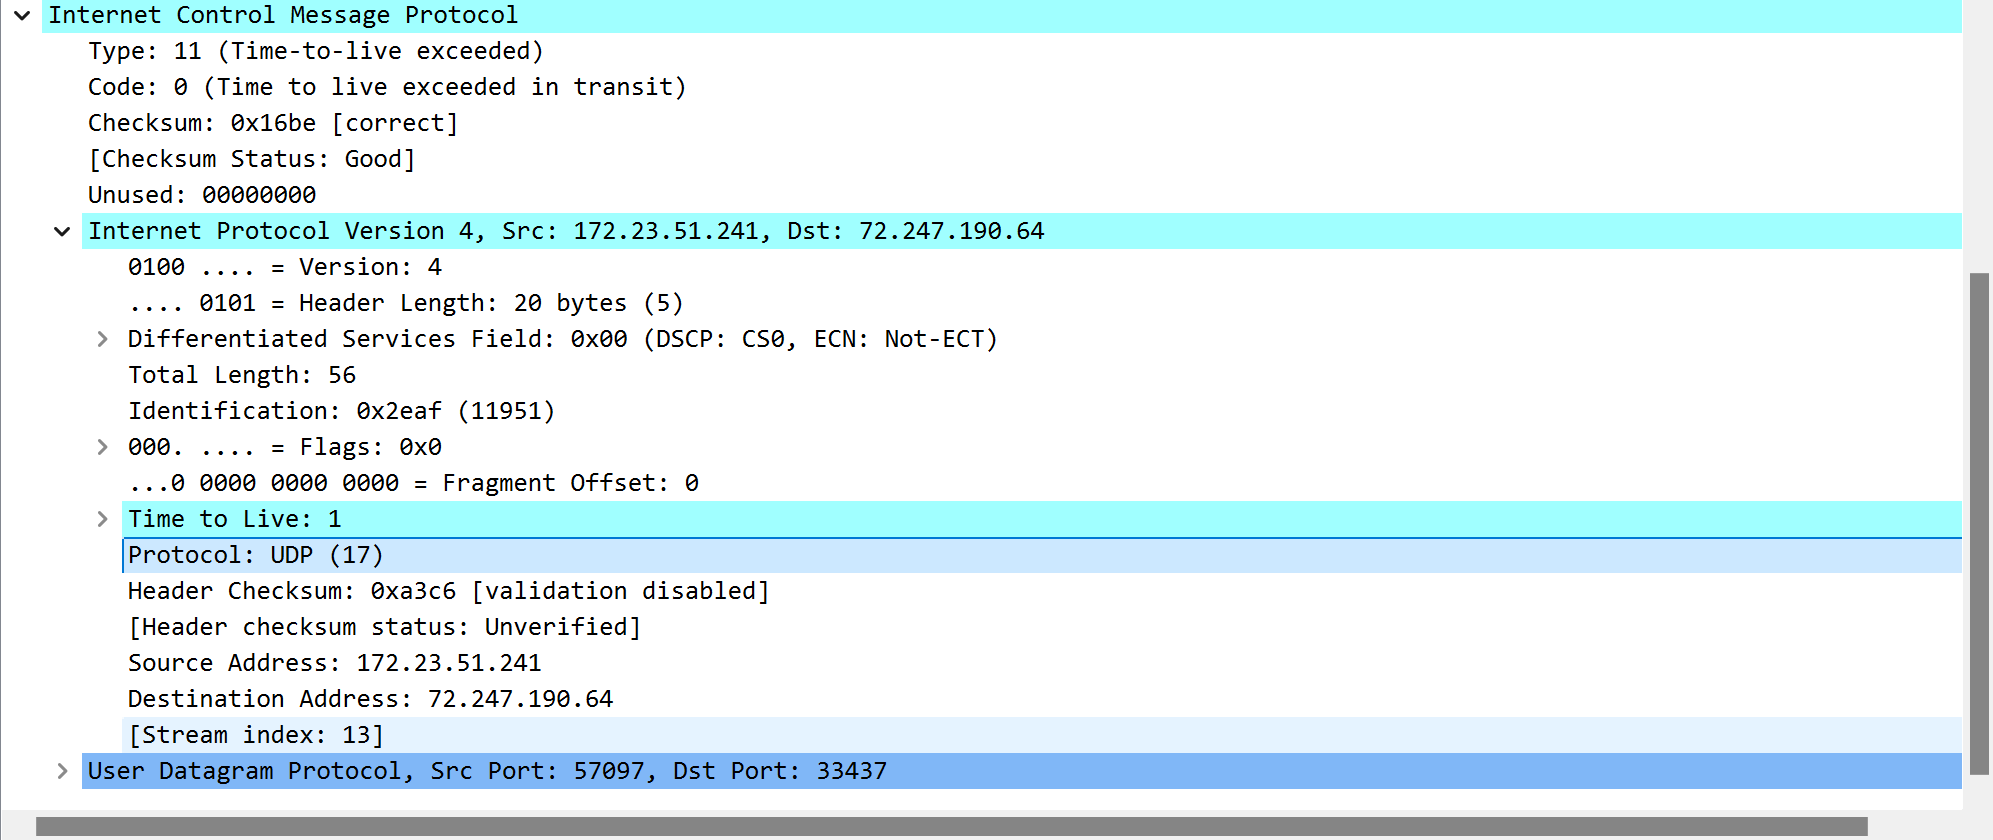 Internet Control Message Protocol
Type: 11 (Time-to-live exceeded)
Code: 0 (Time to live exceeded in transit)
Checksum: 0x16be [correct]
[Checksum Status: Good]
Unused: 00000000
Internet Protocol Version 4, Src: 172.23.51.241, Dst: 72.247.190.64
0100 .... = Version: 4
.... 0101 = Header Length: 20 bytes (5)
Differentiated Services Field: 0x00 (DSCP: CS0, ECN: Not-ECT)
Total Length: 56
Identification: 0x2eaf (11951)
000. .... = Flags: 0x0
...0 0000 0000 0000 = Fragment Offset: 0
Time to Live: 1
Protocol: UDP (17)
Header Checksum: 0xa3c6 [validation disabled]
[Header checksum status: Unverified]
Source Address: 172.23.51.241
Destination Address: 72.247.190.64
[Stream index: 13]
User Datagram Protocol, Src Port: 57097, Dst Port: 33437